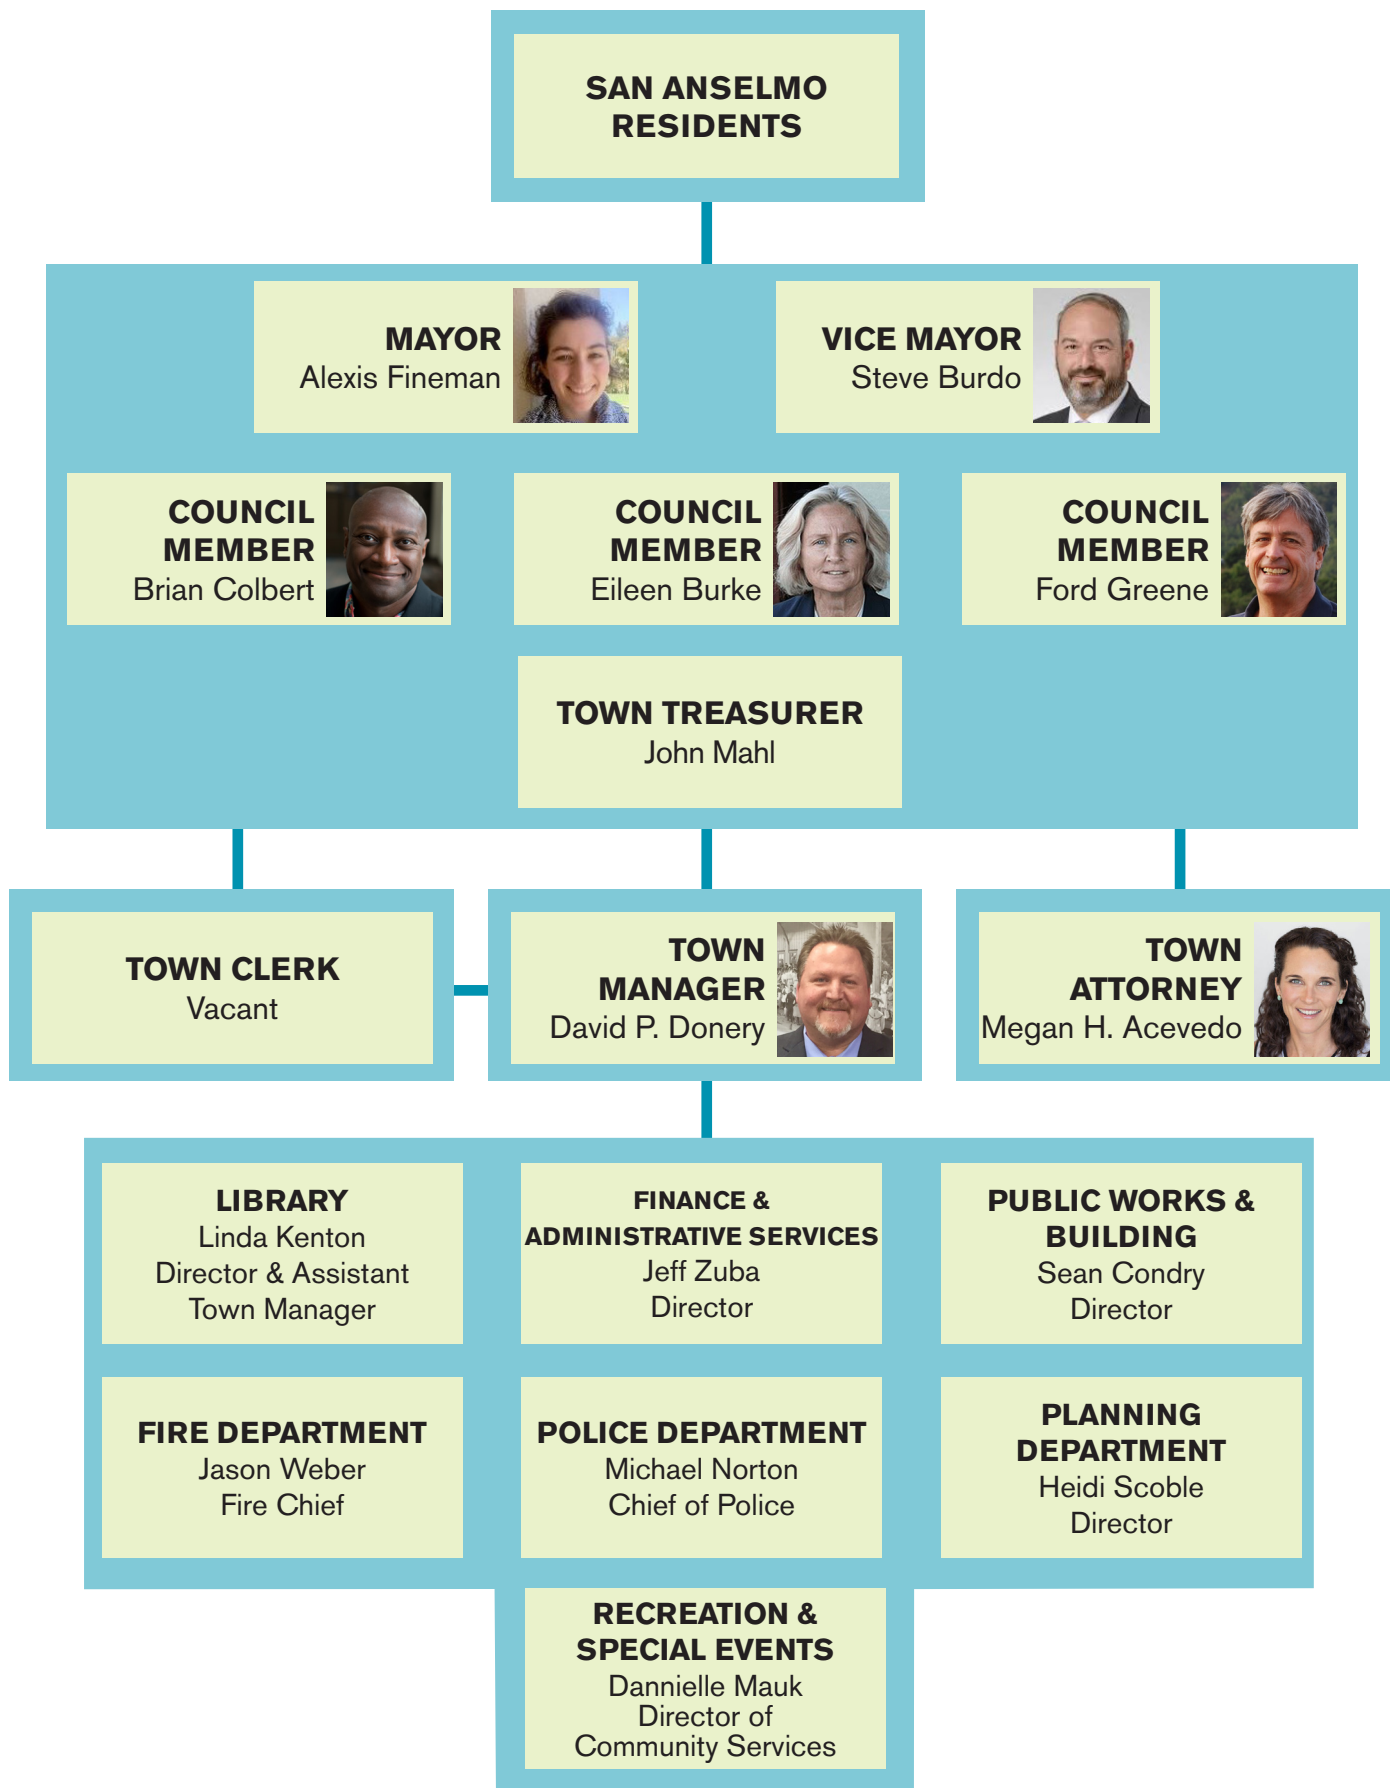 SAN ANSELMO
RESIDENTS
MAYOR
Alexis Fineman
VICE MAYOR
Steve Burdo
COUNCIL
MEMBER
Brian Colbert
COUNCIL
MEMBER
Eileen Burke
COUNCIL
MEMBER
Ford Greene
TOWN TREASURER
John Mahl
TOWN CLERK
Vacant
TOWN
MANAGER
David P. Donery
TOWN
ATTORNEY
Megan H. Acevedo
LIBRARY
Linda Kenton
Director & Assistant
Town Manager
FINANCE &
ADMINISTRATIVE SERVICES
Jeff Zuba
Director
PUBLIC WORKS &
BUILDING
Sean Condry
Director
FIRE DEPARTMENT
Jason Weber
Fire Chief
POLICE DEPARTMENT
Michael Norton
Chief of Police
PLANNING
DEPARTMENT
Heidi Scoble
Director
RECREATION &
SPECIAL EVENTS
Dannielle Mauk
Director of
Community Services